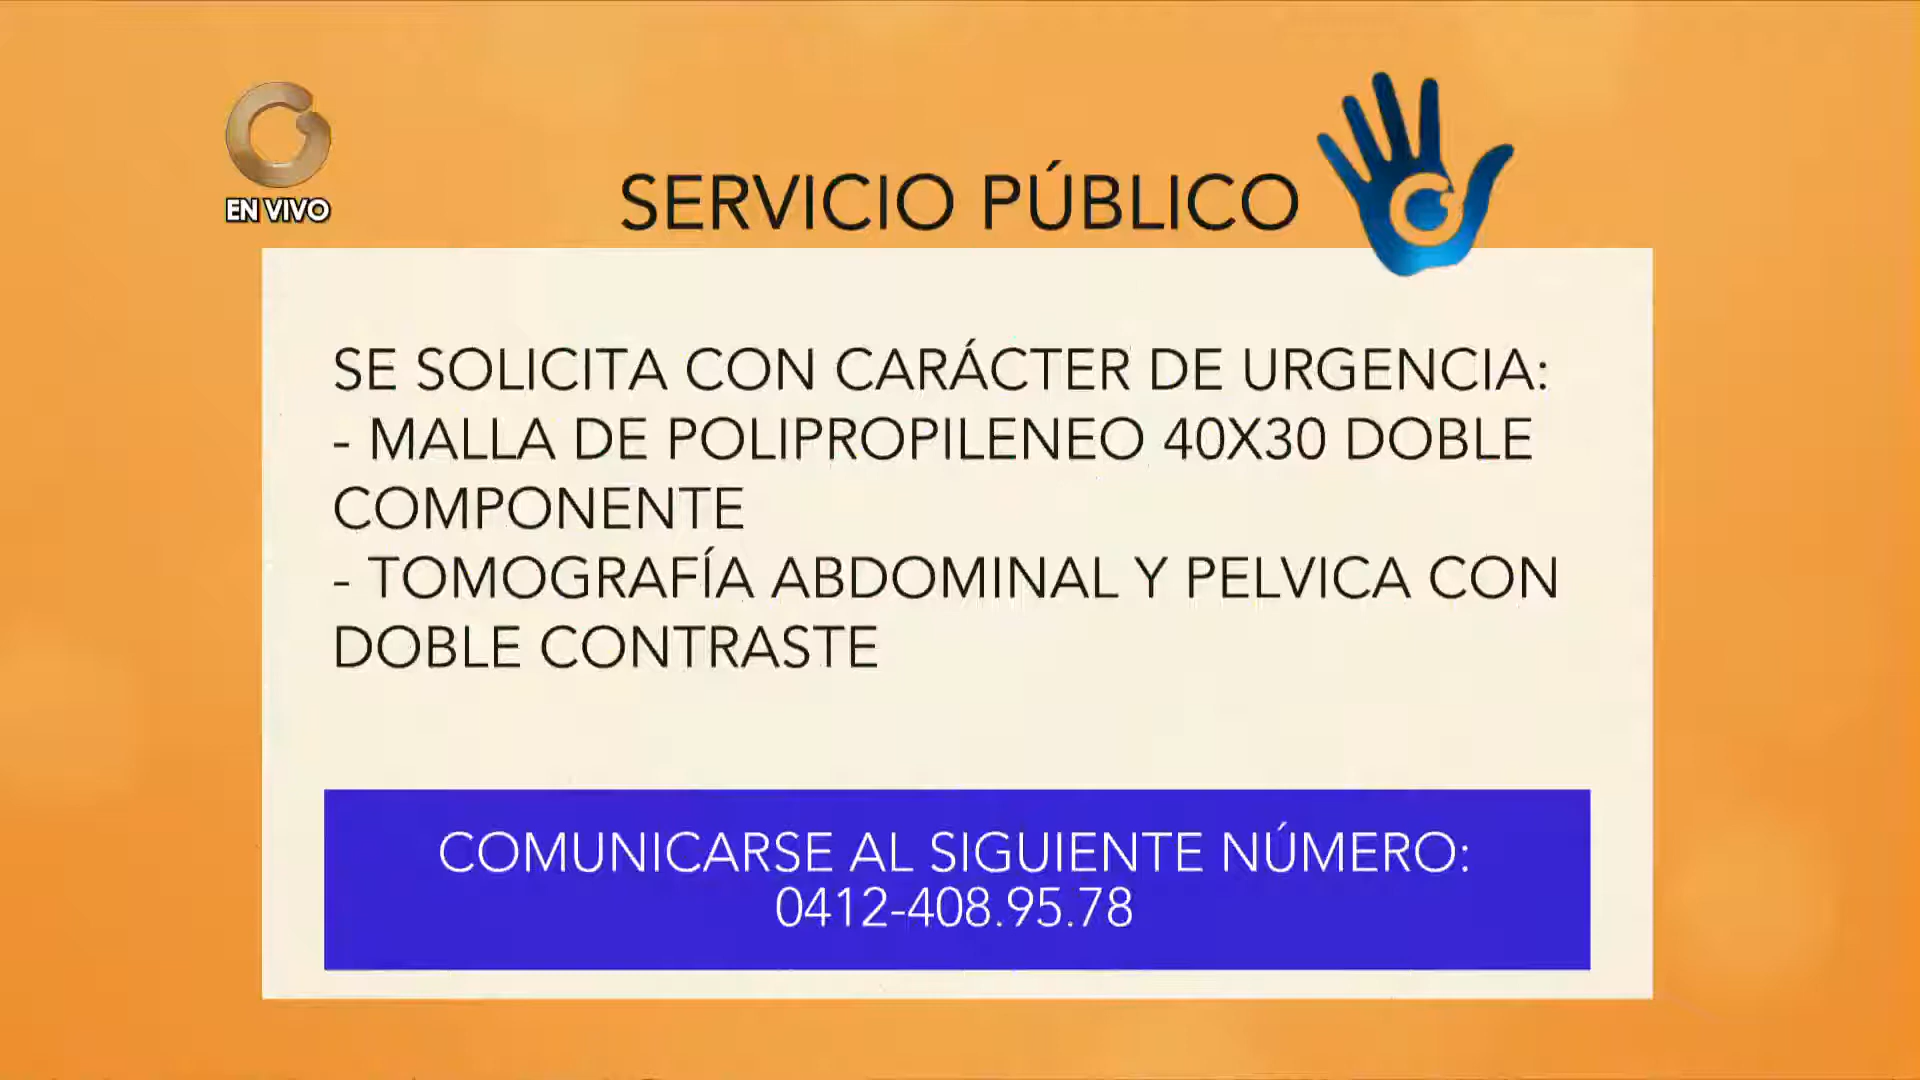 EN VIVO
SERVICIO PÚBLICO
SE SOLICITA CON CARÁCTER DE URGENCIA:
- MALLA DE POLIPROPILENEO 40X30 DOBLE
COMPONENTE
- TOMOGRAFÍA ABDOMINAL Y PELVICA CON
DOBLE CONTRASTE
COMUNICARSE AL SIGUIENTE NÚMERO:
0412-408.95.78